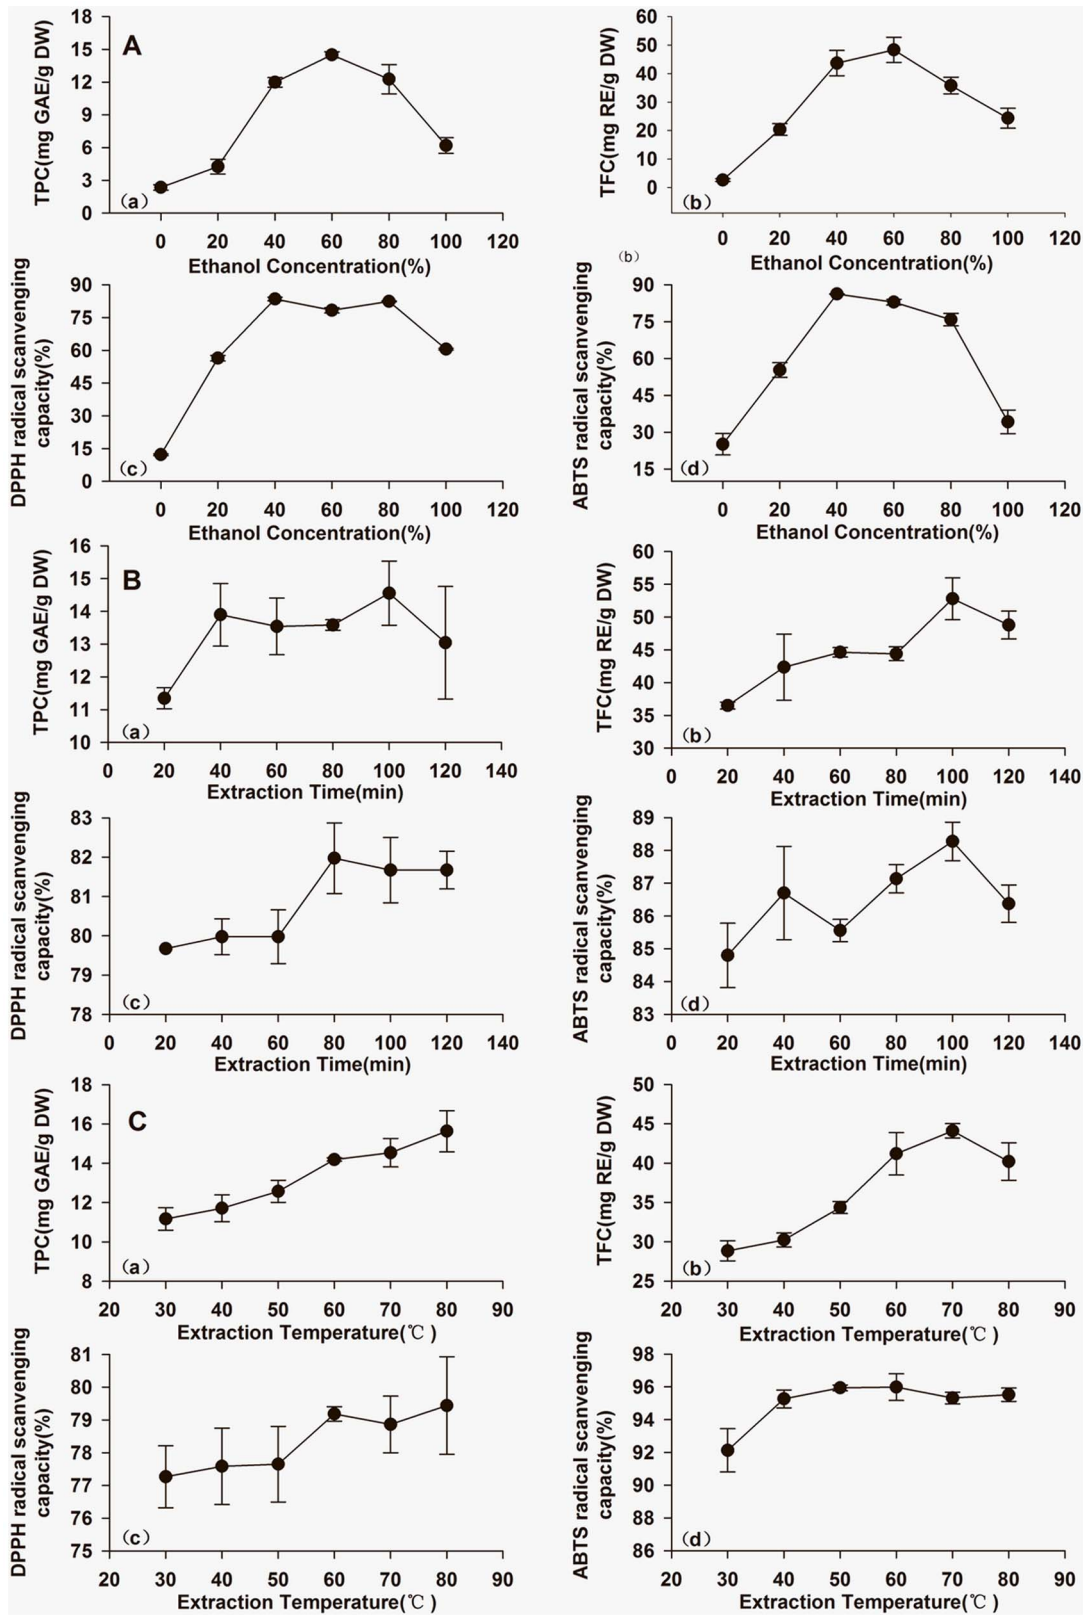 A
TPC(mg GAE/g DW)
18
15
12
9
6
3
0
(a)
0 20 40 60 80 100 120
Ethanol Concentration(%)
TFC(mg RE/g DW)
60
50
40
30
20
10
0
(b)
0 20 40 60 80 100 120
(b)
Ethanol Concentration(%)
DPPH radical scanvenging
capacity(%)
90
75
60
45
30
15
0
(c)
0 20 40 60 80 100 120
Ethanol Concentration(%)
ABTS radical scanvenging
capacity(%)
90
75
60
45
30
15
(d)
0 20 40 60 80 100 120
Ethanol Concentration(%)
B
TPC(mg GAE/g DW)
16
15
14
13
12
11
10
(a)
0 20 40 60 80 100 120 140
Extraction Time(min)
TFC(mg RE/g DW)
60
55
50
45
40
35
30
(b)
0 20 40 60 80 100 120 140
Extraction Time(min)
DPPH radical scanvenging
capacity(%)
83
82
81
80
79
78
(c)
0 20 40 60 80 100 120 140
Extraction Time(min)
ABTS radical scanvenging
capacity(%)
89
88
87
86
85
84
83
(d)
0 20 40 60 80 100 120 140
Extraction Time(min)
C
TPC(mg GAE/g DW)
18
16
14
12
10
8
(a)
20 30 40 50 60 70 80 90
Extraction Temperature(℃ )
TFC(mg RE/g DW)
50
45
40
35
30
25
(b)
20 30 40 50 60 70 80 90
Extraction Temperature(℃ )
DPPH radical scanvenging
capacity(%)
81
80
79
78
77
76
75
(c)
20 30 40 50 60 70 80 90
Extraction Temperature(℃ )
ABTS radical scanvenging
capacity(%)
98
96
94
92
90
88
86
(d)
20 30 40 50 60 70 80 90
Extraction Temperature(℃ )